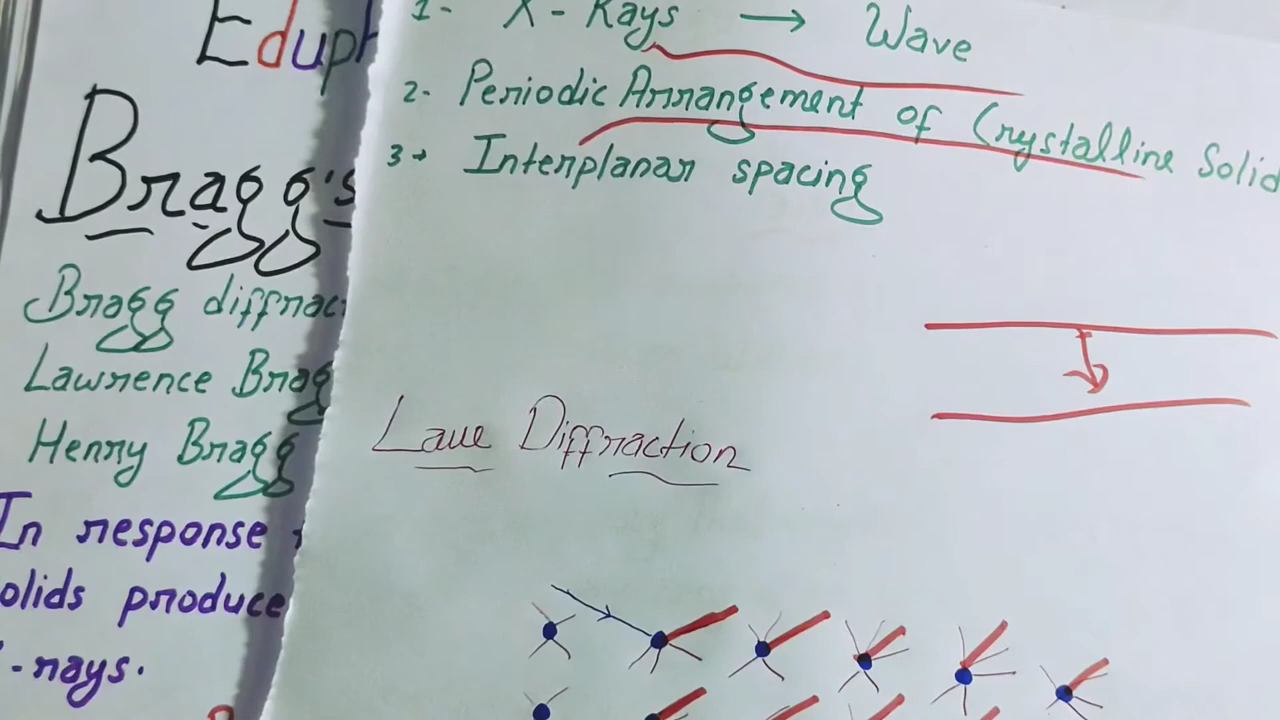 Eduph
Bragg's
Bragg diffrac
Lawrence Brag
Henry Bragg
In response
olids produce
-rays.
1- X-Rays → Wave
2- Periodic Arrangement of Crystalline Solid
3→ Interplanar spacing
Laue Diffraction